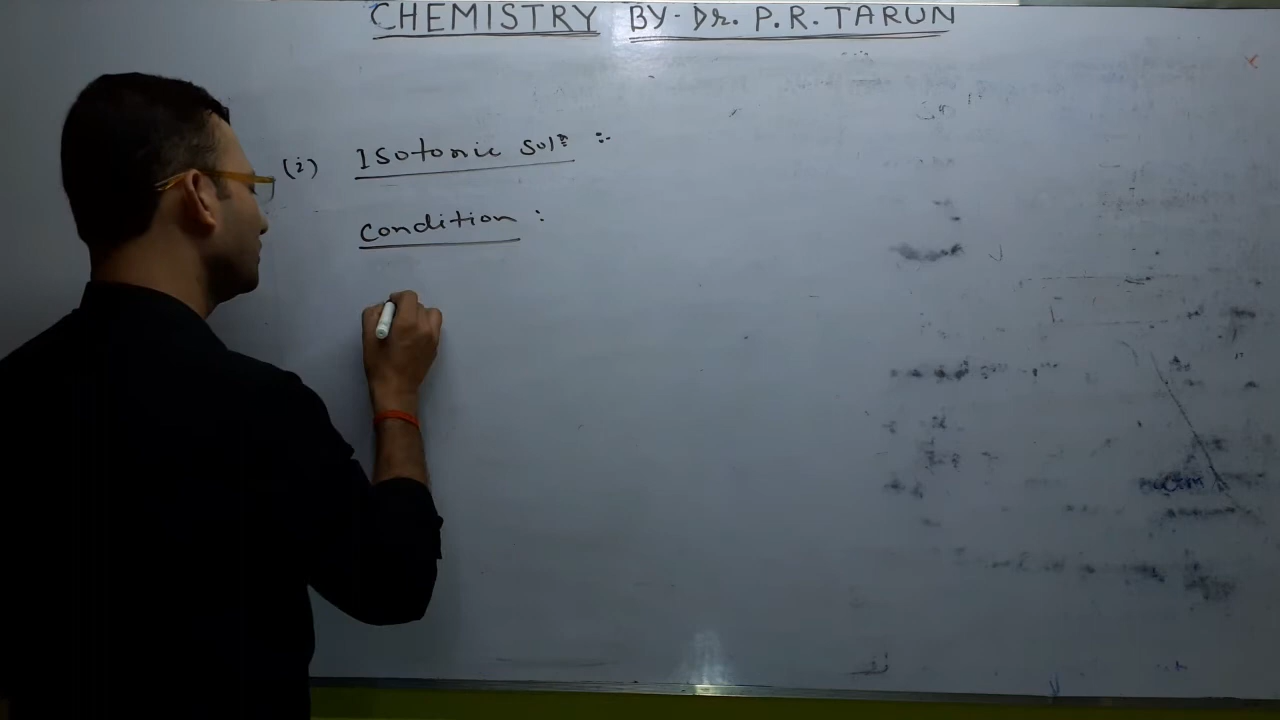 CHEMISTRY BY- Dr. P.R. TARUN
(i) Isotonic solⁿ :-
Condition :